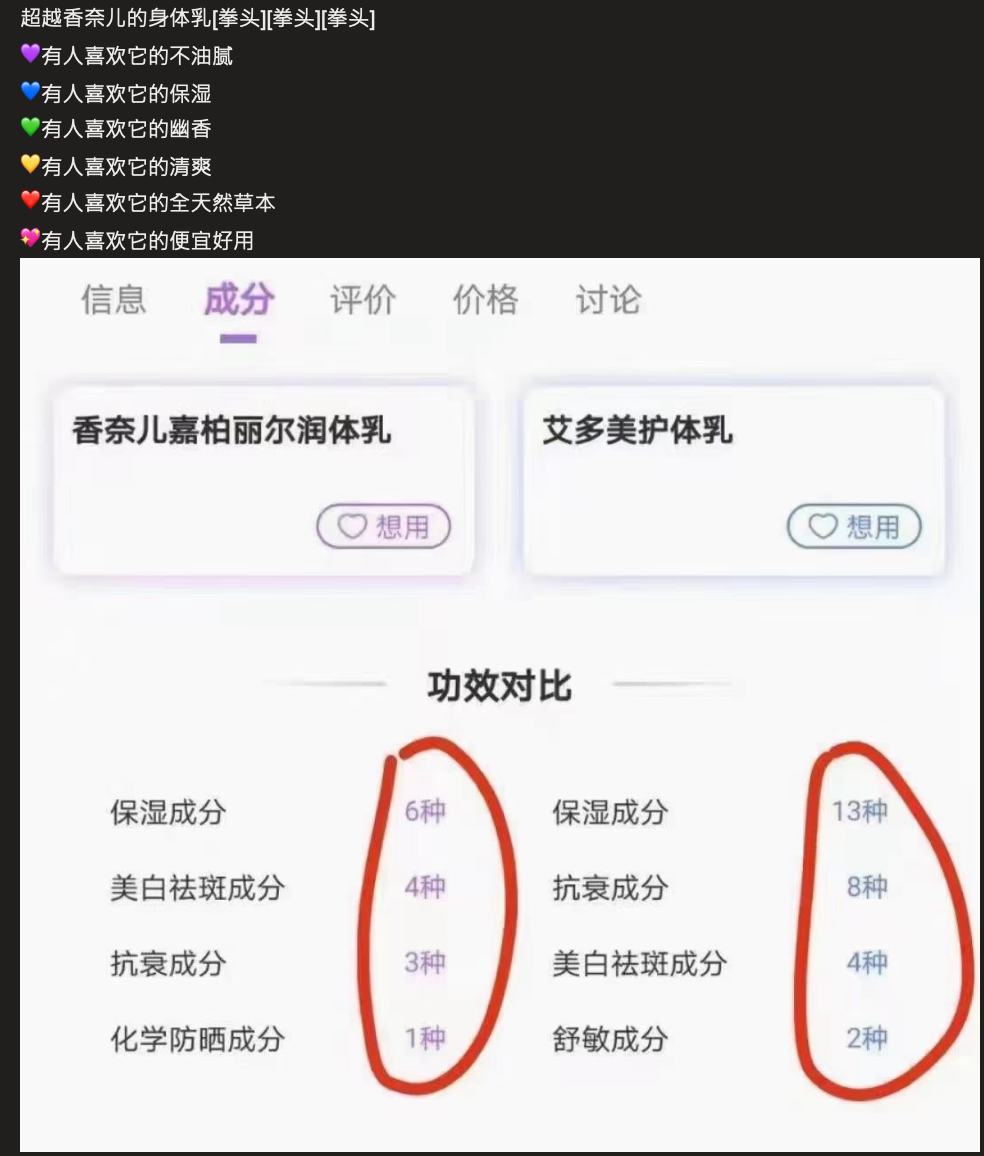 超越香奈儿的身体乳[拳头][拳头][拳头]
💜有人喜欢它的不油腻
💙有人喜欢它的保湿
💚有人喜欢它的幽香
💛有人喜欢它的清爽
❤️有人喜欢它的全天然草本
💖有人喜欢它的便宜好用
信息 成分 评价 价格 讨论
香奈儿嘉柏丽尔润体乳 艾多美护体乳
想用 想用
功效对比
保湿成分 6种 保湿成分 13种
美白祛斑成分 4种 抗衰成分 8种
抗衰成分 3种 美白祛斑成分 4种
化学防晒成分 1种 舒敏成分 2种